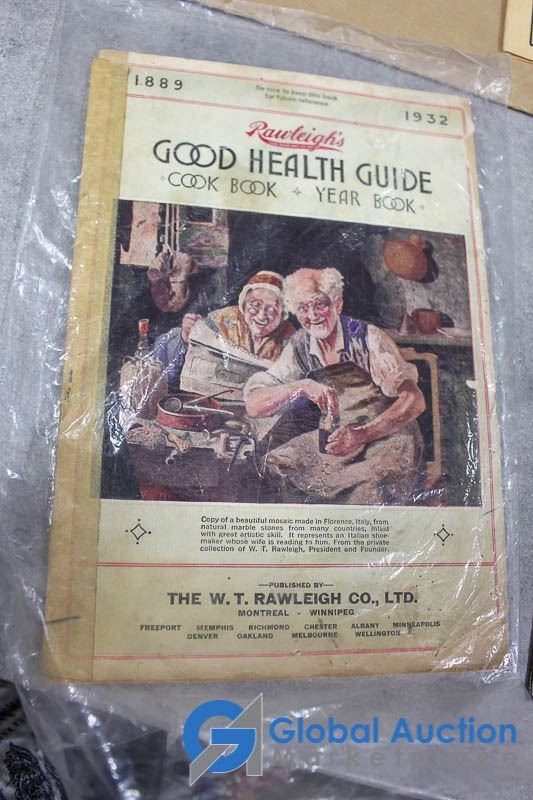 1889
Be sure to keep this book
for future reference
1932
Rawleigh's
GOOD HEALTH GUIDE
COOK BOOK YEAR BOOK
Copy of a beautiful mosaic made in Florence, Italy, from
natural marble stones from many countries, inlaid
with great artistic skill. It represents an Italian shoe-
maker whose wife is reading to him. From the private
collection of W. T. Rawleigh, President and Founder.
—PUBLISHED BY—
THE W. T. RAWLEIGH CO., LTD.
MONTREAL - WINNIPEG
FREEPORT MEMPHIS RICHMOND CHESTER ALBANY MINNEAPOLIS
DENVER OAKLAND MELBOURNE WELLINGTON
GA Global Auction
Marketplace